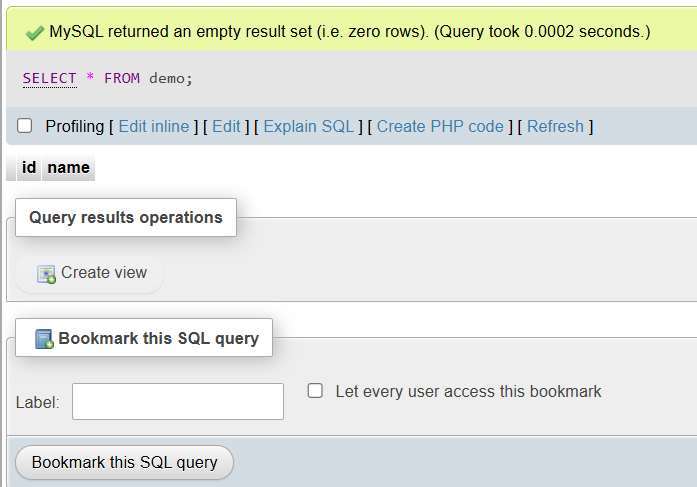 MySQL returned an empty result set (i.e. zero rows). (Query took 0.0002 seconds.)
SELECT * FROM demo;
Profiling [ Edit inline ] [ Edit ] [ Explain SQL ] [ Create PHP code ] [ Refresh ]
id name
Query results operations
Create view
Bookmark this SQL query
Label: Let every user access this bookmark
Bookmark this SQL query